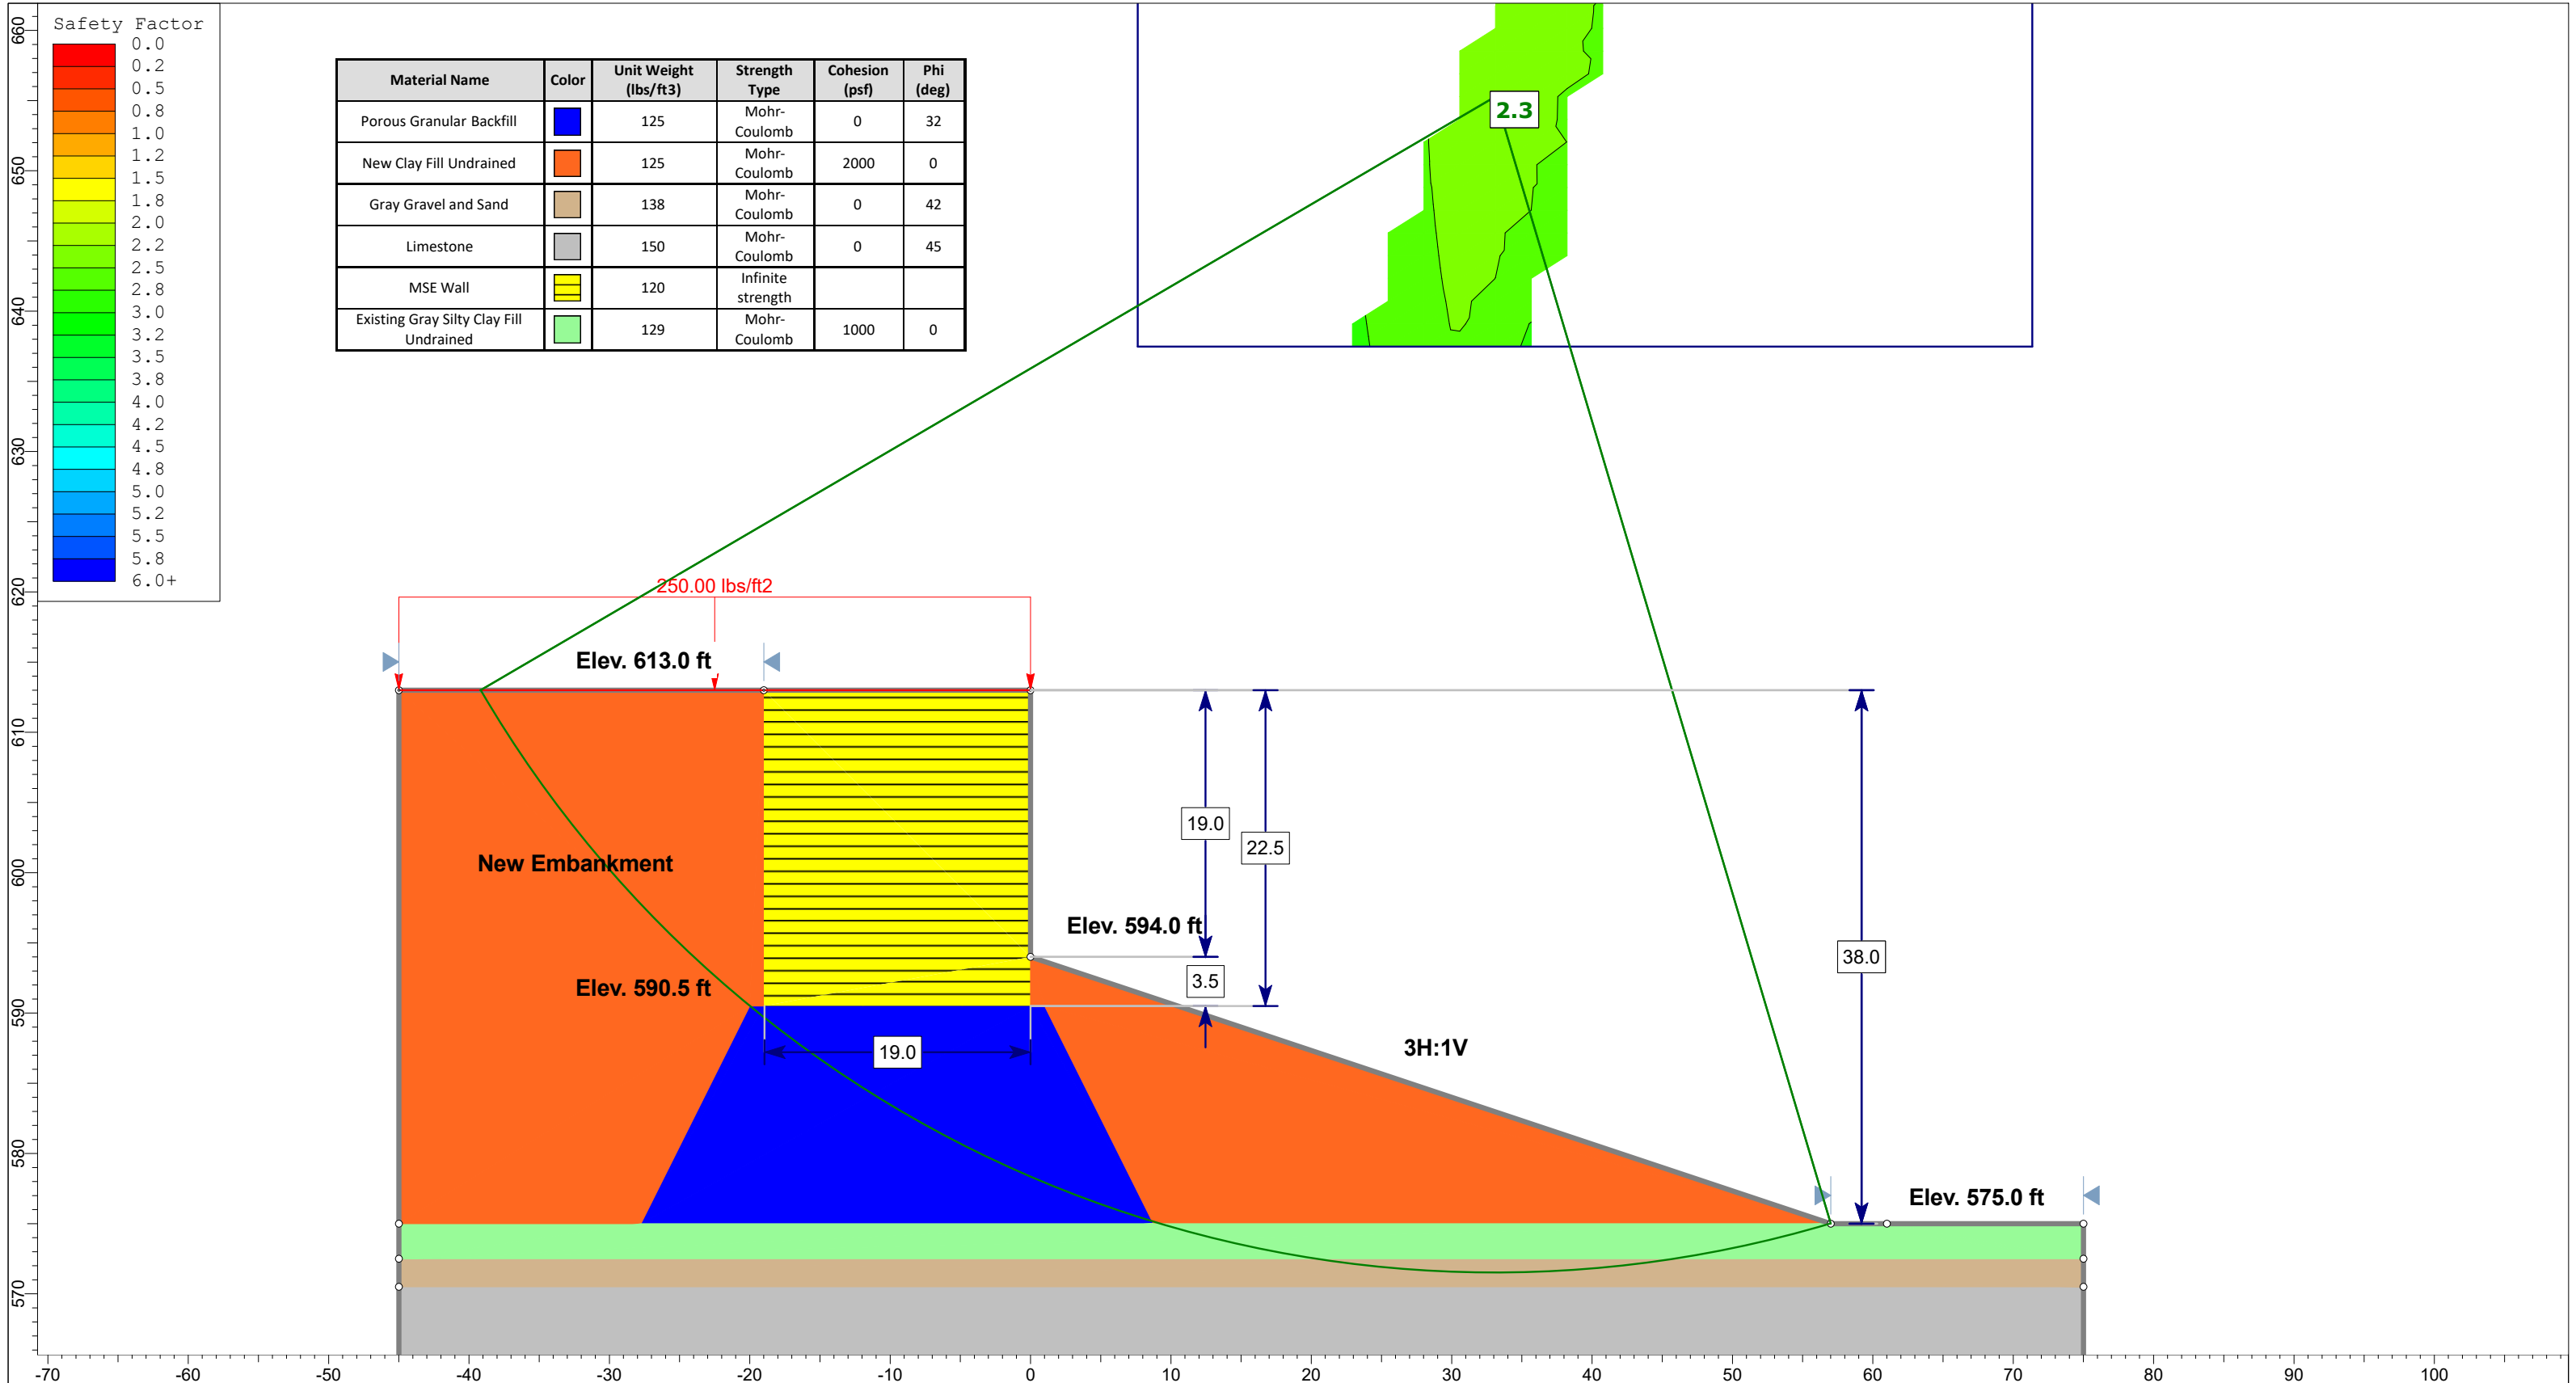 Safety Factor
0.0
0.2
0.5
0.8
1.0
1.2
1.5
1.8
2.0
2.2
2.5
2.8
3.0
3.2
3.5
3.8
4.0
4.2
4.5
4.8
5.0
5.2
5.5
5.8
6.0+
Material Name Color Unit Weight (lbs/ft3) Strength Type Cohesion (psf) Phi (deg)
Porous Granular Backfill 125 Mohr-Coulomb 0 32
New Clay Fill Undrained 125 Mohr-Coulomb 2000 0
Gray Gravel and Sand 138 Mohr-Coulomb 0 42
Limestone 150 Mohr-Coulomb 0 45
MSE Wall 120 Infinite strength
Existing Gray Silty Clay Fill Undrained 129 Mohr-Coulomb 1000 0
2.3
250.00 lbs/ft2
Elev. 613.0 ft
New Embankment
Elev. 590.5 ft
19.0
Elev. 594.0 ft
19.0
22.5
3.5
38.0
3H:1V
Elev. 575.0 ft
660
650
640
630
620
610
600
590
580
570
-70 -60 -50 -40 -30 -20 -10 0 10 20 30 40 50 60 70 80 90 100